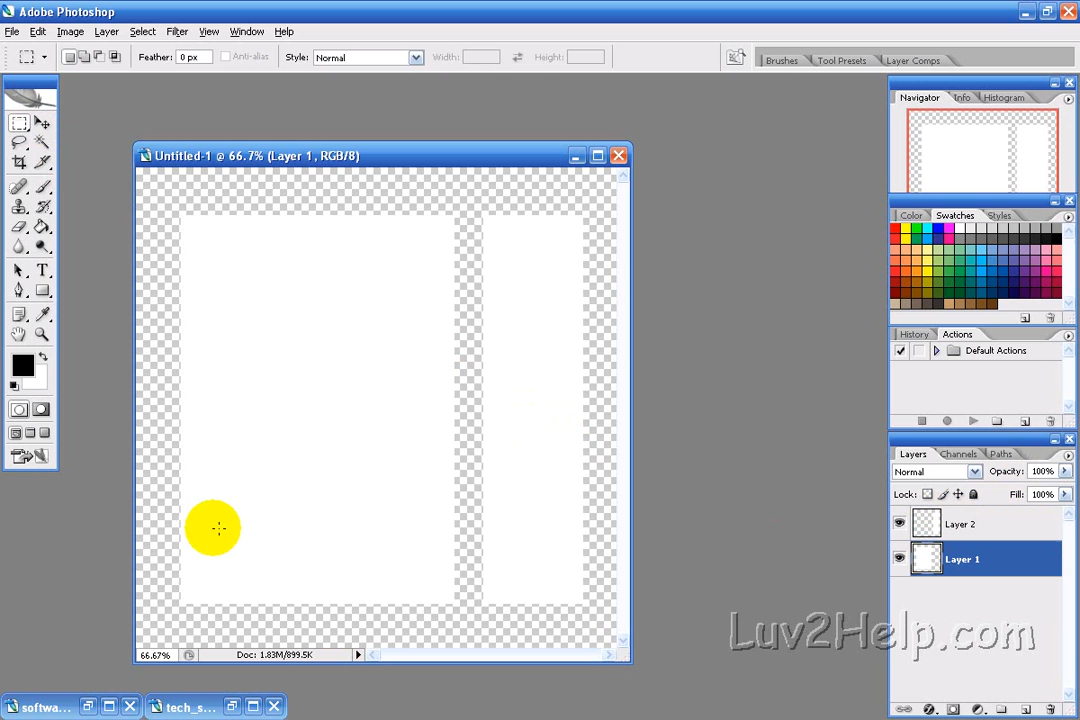 Adobe Photoshop
File Edit Image Layer Select Filter View Window Help
Feather: 0 px Anti-alias Style: Normal Width: Height: Brushes Tool Presets Layer Comps
Navigator Info Histogram
Untitled-1 @ 66.7% (Layer 1, RGB/8)
Color Swatches Styles
History Actions
Default Actions
Layers Channels Paths
Normal Opacity: 100%
Lock: Fill: 100%
Layer 2
Layer 1
Luv2Help.com
66.67% Doc: 1.83M/899.5K
softwa... tech_s...